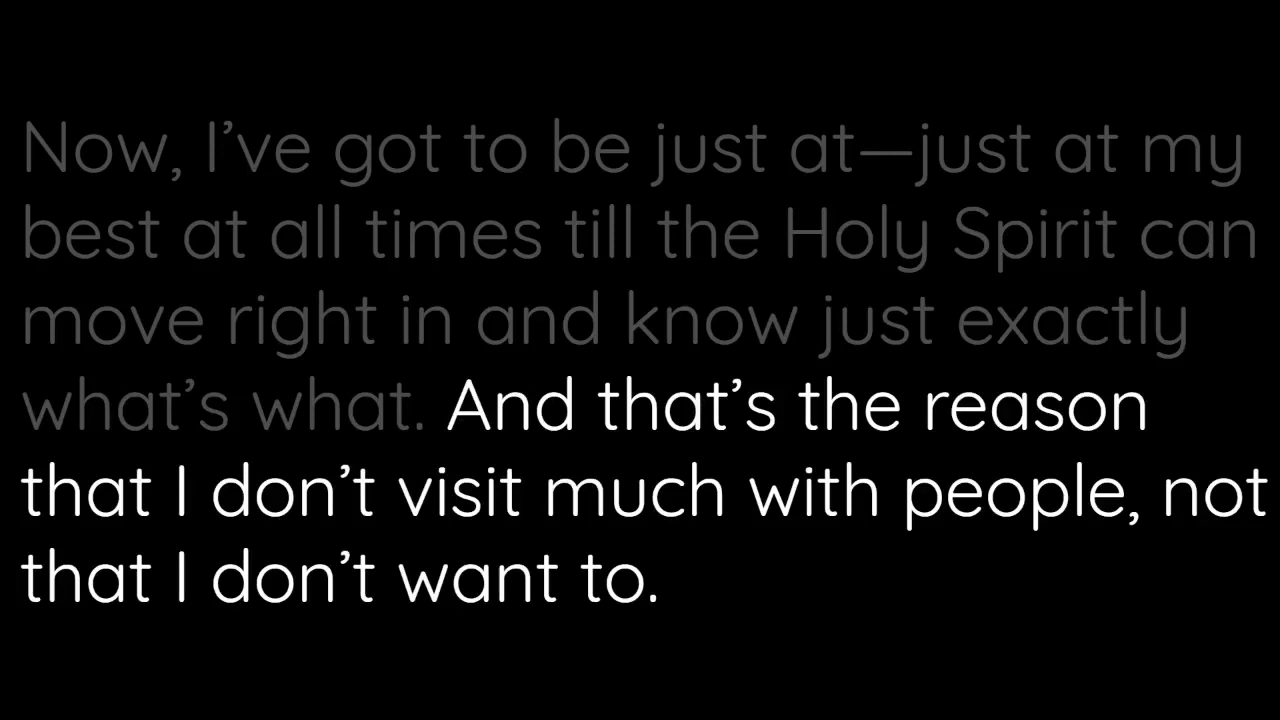 Now, I’ve got to be just at—just at my
best at all times till the Holy Spirit can
move right in and know just exactly
what’s what. And that’s the reason
that I don’t visit much with people, not
that I don’t want to.